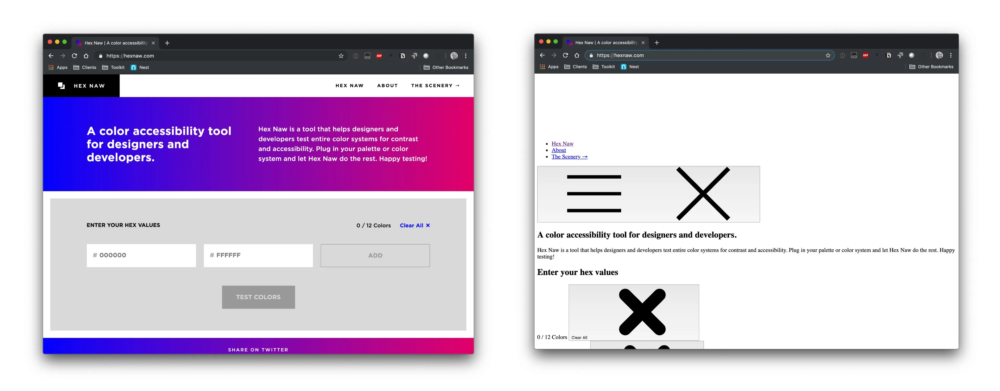 Hex Naw | A color accessibility
https://hexnaw.com
ABP
Apps Clients Toolkit Nest Other Bookmarks
HEX NAW
HEX NAW ABOUT THE SCENERY →
A color accessibility tool
for designers and
developers.
Hex Naw is a tool that helps designers and
developers test entire color systems for contrast
and accessibility. Plug in your palette or color
system and let Hex Naw do the rest. Happy testing!
ENTER YOUR HEX VALUES
0 / 12 Colors Clear All ×
# 000000
# FFFFFF
ADD
TEST COLORS
SHARE ON TWITTER
Hex Naw | A color accessibility
https://hexnaw.com
ABP
Apps Clients Toolkit Nest Other Bookmarks
Hex Naw
About
The Scenery →
A color accessibility tool for designers and developers.
Hex Naw is a tool that helps designers and developers test entire color systems for contrast and accessibility. Plug in your palette or color system and let Hex Naw do the rest. Happy
testing!
Enter your hex values
0 / 12 Colors Clear All